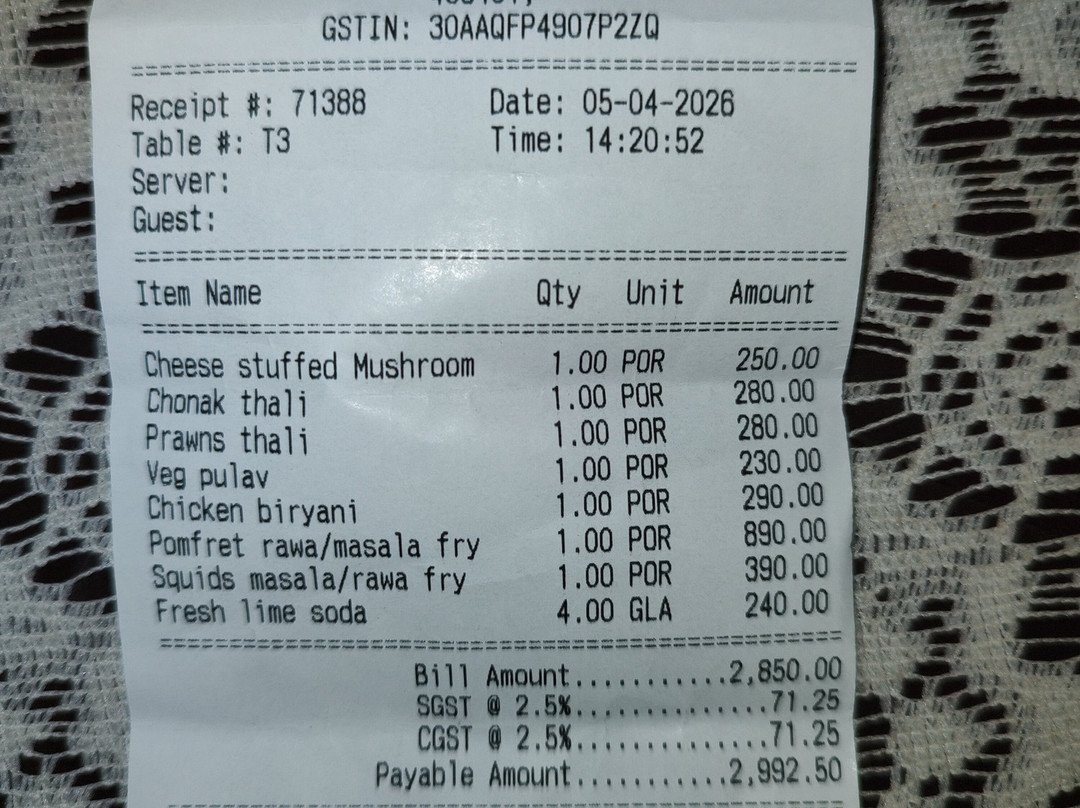 GSTIN: 30AAQFP4907P2ZQ
Receipt #: 71388 Date: 05-04-2026
Table #: T3 Time: 14:20:52
Server:
Guest:
Item Name Qty Unit Amount
Cheese stuffed Mushroom 1.00 POR 250.00
Chonak thali 1.00 POR 280.00
Prawns thali 1.00 POR 280.00
Veg pulav 1.00 POR 230.00
Chicken biryani 1.00 POR 290.00
Pomfret rawa/masala fry 1.00 POR 890.00
Squids masala/rawa fry 1.00 POR 390.00
Fresh lime soda 4.00 GLA 240.00
Bill Amount...........2,850.00
SGST @ 2.5%..............71.25
CGST @ 2.5%..............71.25
Payable Amount...........2,992.50